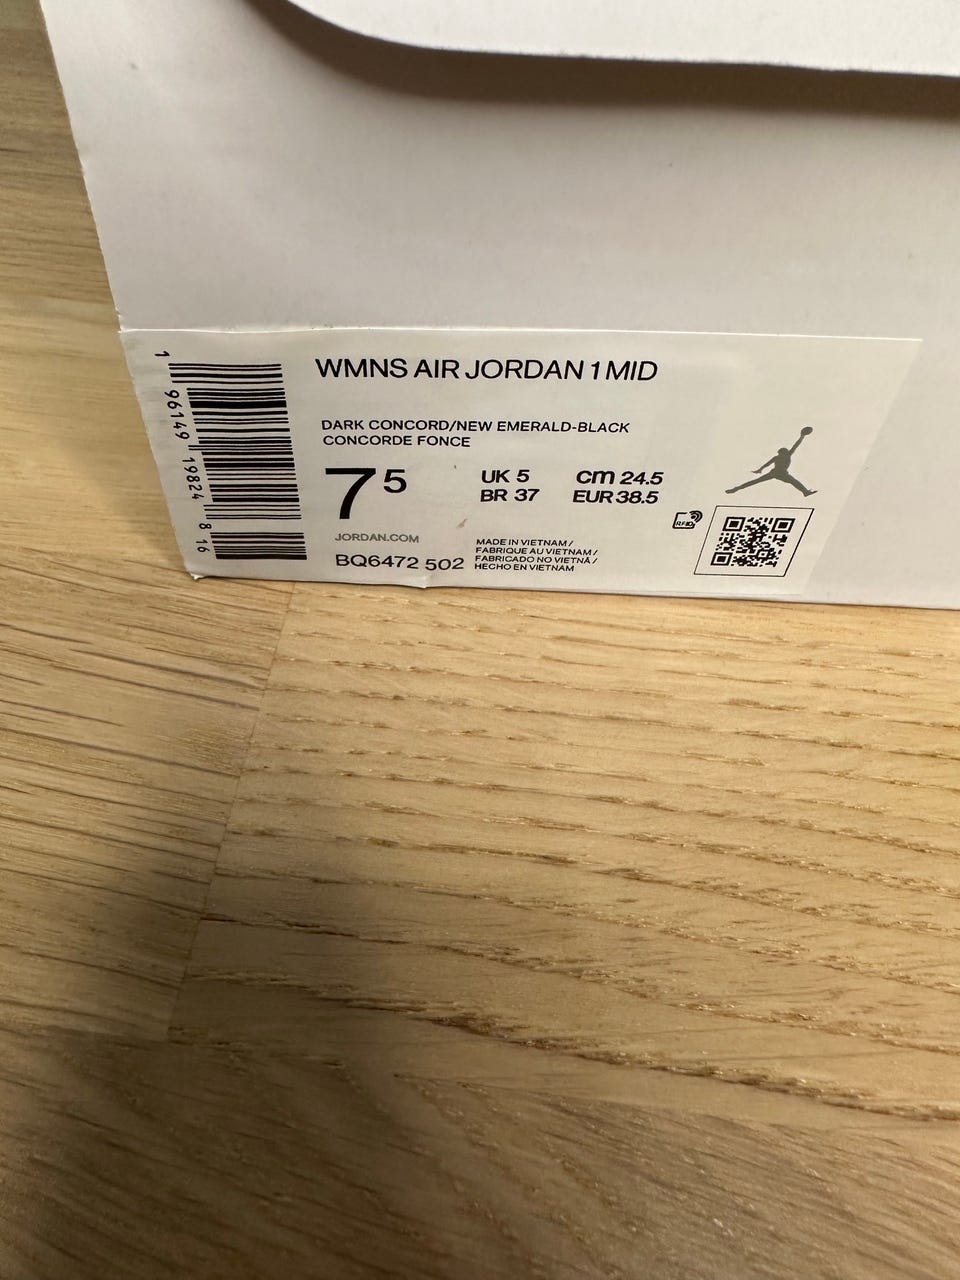 WMNS AIR JORDAN 1 MID
DARK CONCORD/NEW EMERALD-BLACK
CONCORDE FONCE
7 5
UK 5 cm 24.5
BR 37 EUR 38.5
JORDAN.COM
BQ6472 502
MADE IN VIETNAM /
FABRIQUE AU VIETNAM /
FABRICADO NO VIETNÃ /
HECHO EN VIETNAM
RFID
1 96149 19824 8 16